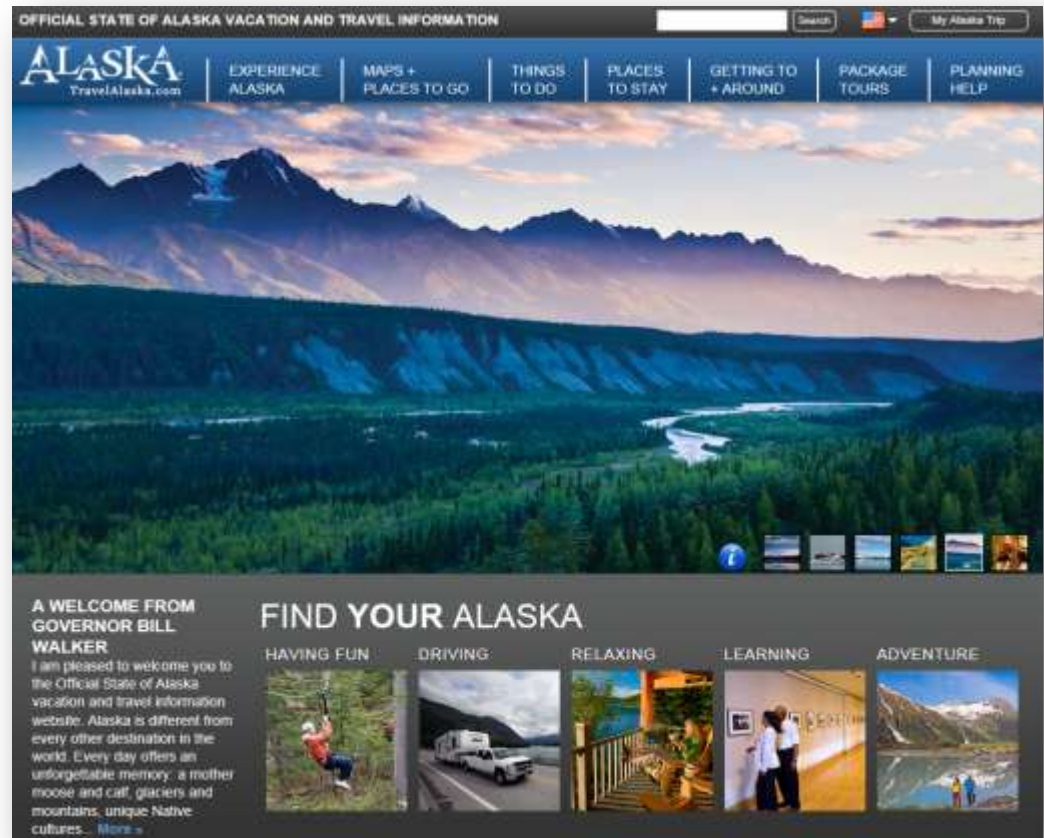 OFFICIAL STATE OF ALASKA VACATION AND TRAVEL INFORMATION
Search
My Alaska Trip
ALASKA
TravelAlaska.com
EXPERIENCE
ALASKA
MAPS +
PLACES TO GO
THINGS
TO DO
PLACES
TO STAY
GETTING TO
+ AROUND
PACKAGE
TOURS
PLANNING
HELP
A WELCOME FROM
GOVERNOR BILL
WALKER
I am pleased to welcome you to
the Official State of Alaska
vacation and travel information
website. Alaska is different from
every other destination in the
world. Every day offers an
unforgettable memory: a mother
moose and calf, glaciers and
mountains, unique Native
cultures... More »
FIND YOUR ALASKA
HAVING FUN
DRIVING
RELAXING
LEARNING
ADVENTURE